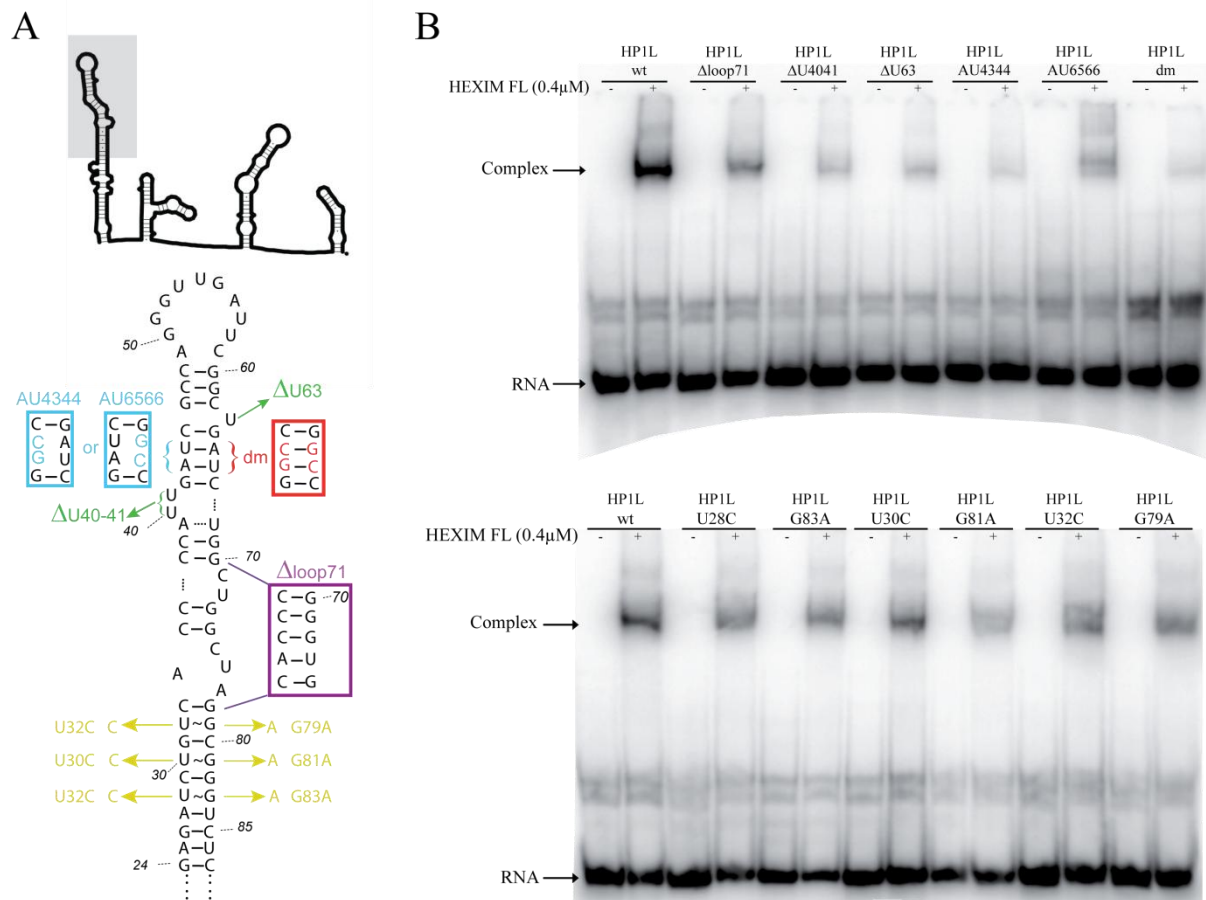 A
U U
G G
G A
G U
50 G U
A C
C–G 60
C–G
G–C U
ΔU63
AU4344 AU6566
C–G
C A
G U
G–C
or
C–G
U G
A C
G–C
C–G
U–A
A–U
G–C
dm
C–G
C–G
G–C
G–C
U
U
ΔU40-41
40
A U
C–G
C–G 70
Δloop71
C
U
C G
C G
C
U
A A
C–G 70
C–G
C–G
A–U
C–G
C–G
U32C C U~G A G79A
G–C 80
U30C C U~G A G81A
30 C–G
U32C C U~G A G83A
A–U
G–C 85
A–U
24 G–C
B
HP1L HP1L HP1L HP1L HP1L HP1L HP1L
wt Δloop71 ΔU4041 ΔU63 AU4344 AU6566 dm
HEXIM FL (0.4µM) - + - + - + - + - + - + - +
Complex
RNA
HP1L HP1L HP1L HP1L HP1L HP1L HP1L
wt U28C G83A U30C G81A U32C G79A
HEXIM FL (0.4µM) - + - + - + - + - + - + - +
Complex
RNA